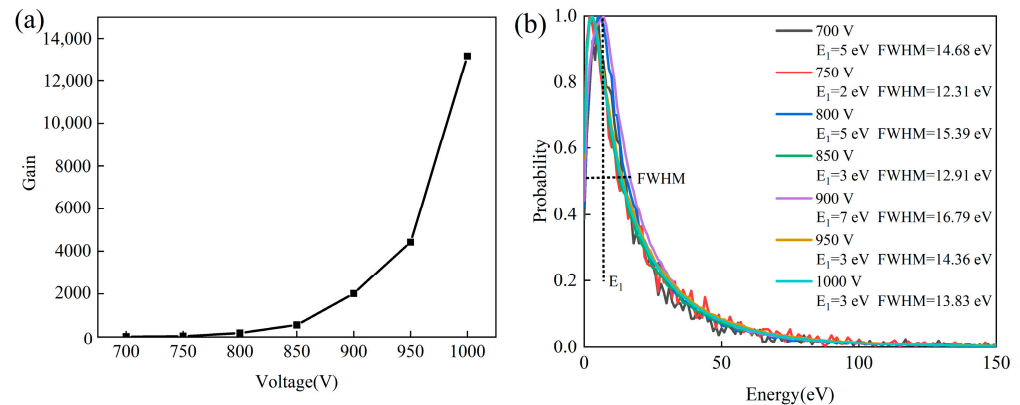 (a)
Gain
14,000
12,000
10,000
8000
6000
4000
2000
0
700 750 800 850 900 950 1000
Voltage(V)
(b)
Probability
1.0
0.8
0.6
0.4
0.2
0.0
0 50 100 150
Energy(eV)
FWHM
E1
700 V
E1=5 eV FWHM=14.68 eV
750 V
E1=2 eV FWHM=12.31 eV
800 V
E1=5 eV FWHM=15.39 eV
850 V
E1=3 eV FWHM=12.91 eV
900 V
E1=7 eV FWHM=16.79 eV
950 V
E1=3 eV FWHM=14.36 eV
1000 V
E1=3 eV FWHM=13.83 eV